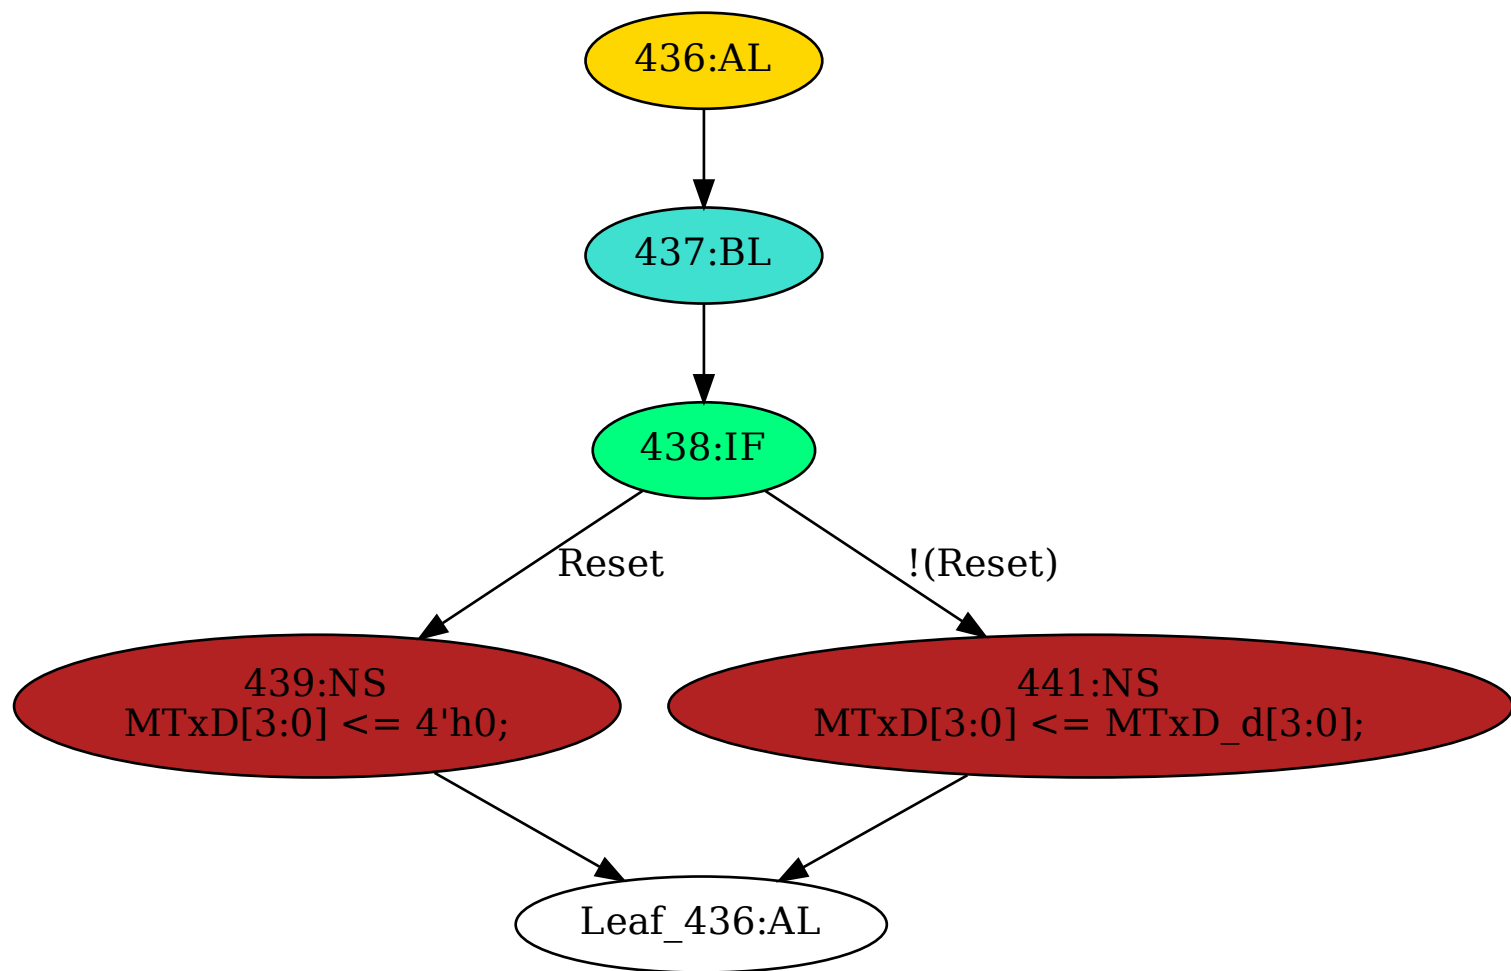 436:AL
437:BL
438:IF
Reset
!(Reset)
439:NS
MTxD[3:0] <= 4'h0;
441:NS
MTxD[3:0] <= MTxD_d[3:0];
Leaf_436:AL